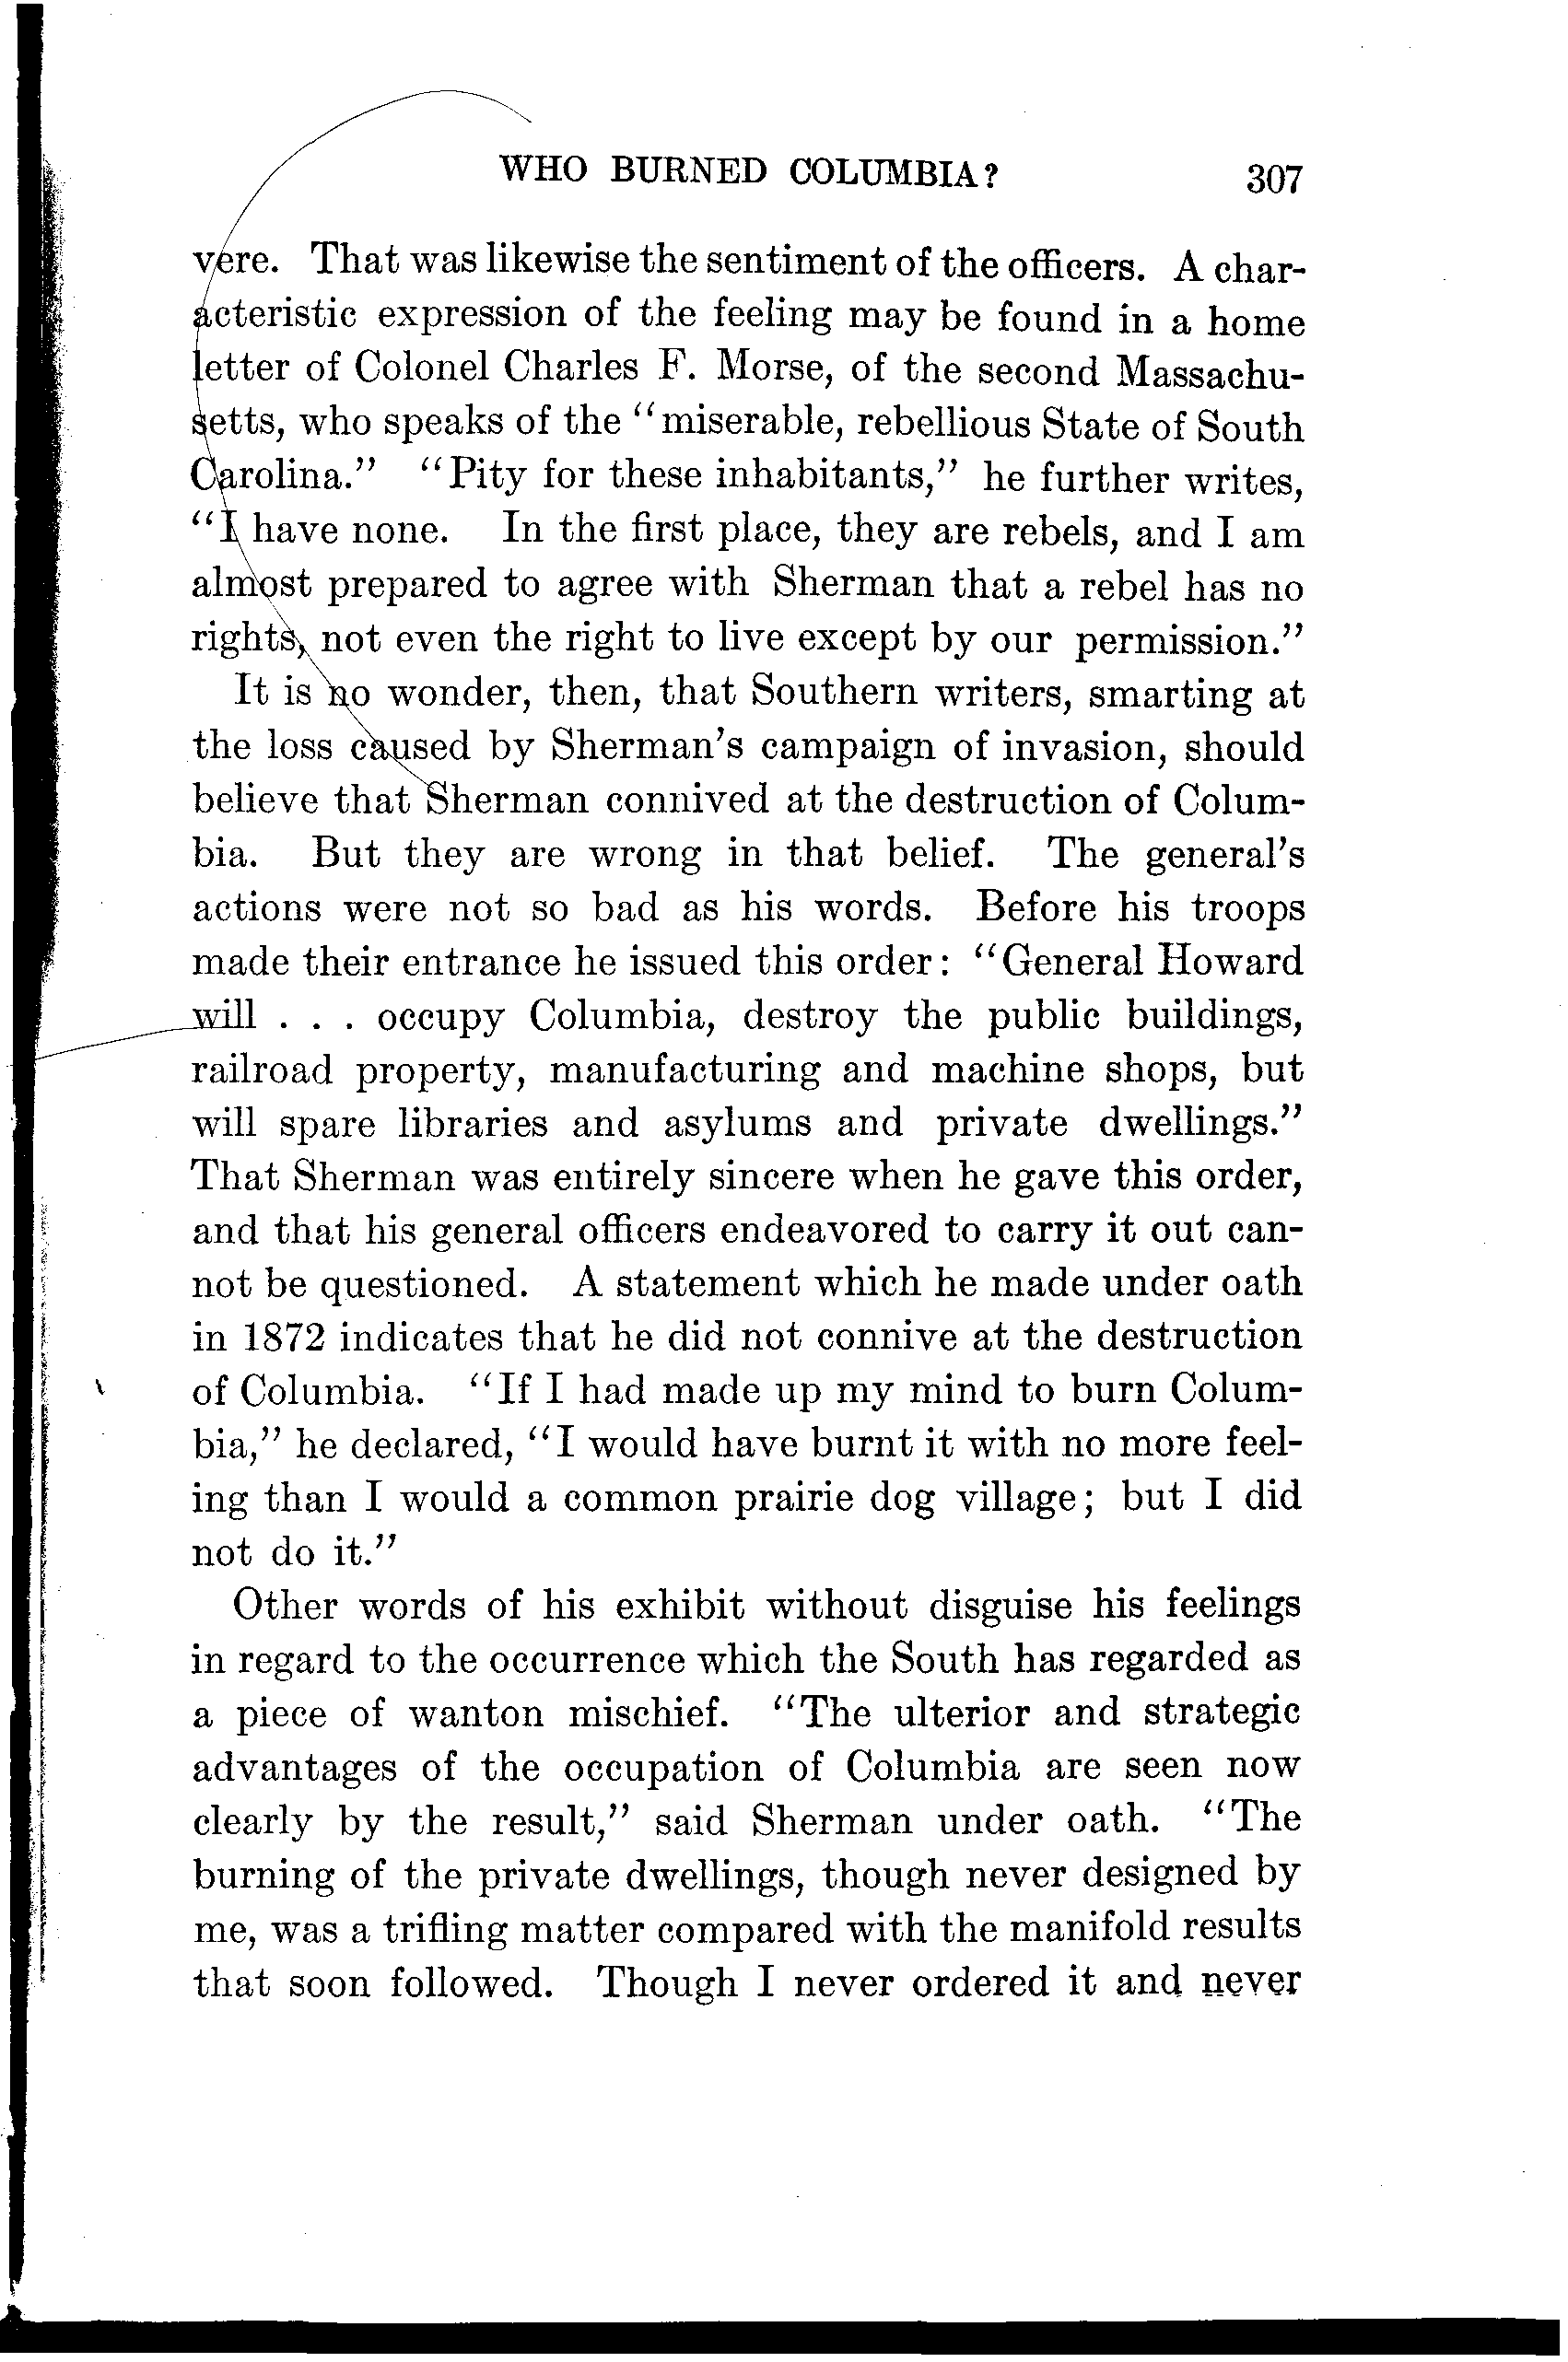 WHO BURNED COLUMBIA? 307
vere. That was likewise the sentiment of the officers. A char-
acteristic expression of the feeling may be found in a home
letter of Colonel Charles F. Morse, of the second Massachu-
setts, who speaks of the "miserable, rebellious State of South
Carolina." "Pity for these inhabitants," he further writes,
"I have none. In the first place, they are rebels, and I am
almost prepared to agree with Sherman that a rebel has no
rights, not even the right to live except by our permission."
It is no wonder, then, that Southern writers, smarting at
the loss caused by Sherman's campaign of invasion, should
believe that Sherman connived at the destruction of Colum-
bia. But they are wrong in that belief. The general's
actions were not so bad as his words. Before his troops
made their entrance he issued this order: "General Howard
will . . . occupy Columbia, destroy the public buildings,
railroad property, manufacturing and machine shops, but
will spare libraries and asylums and private dwellings."
That Sherman was entirely sincere when he gave this order,
and that his general officers endeavored to carry it out can-
not be questioned. A statement which he made under oath
in 1872 indicates that he did not connive at the destruction
of Columbia. "If I had made up my mind to burn Colum-
bia," he declared, "I would have burnt it with no more feel-
ing than I would a common prairie dog village; but I did
not do it."
Other words of his exhibit without disguise his feelings
in regard to the occurrence which the South has regarded as
a piece of wanton mischief. "The ulterior and strategic
advantages of the occupation of Columbia are seen now
clearly by the result," said Sherman under oath. "The
burning of the private dwellings, though never designed by
me, was a trifling matter compared with the manifold results
that soon followed. Though I never ordered it and never